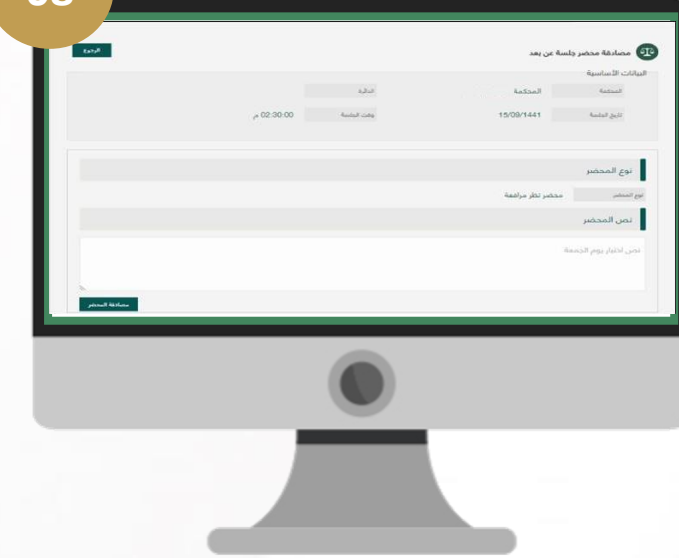 مصادقة محضر جلسة عن بعد
الرجوع
البيانات الأساسية
المحكمة المحكمة الدائرة
تاريخ الجلسة 15/09/1441 وقت الجلسة 02:30:00 م
نوع المحضر
نوع المحضر محضر نظر مرافعة
نص المحضر
نص اختبار يوم الجمعة
مصادقة المحضر